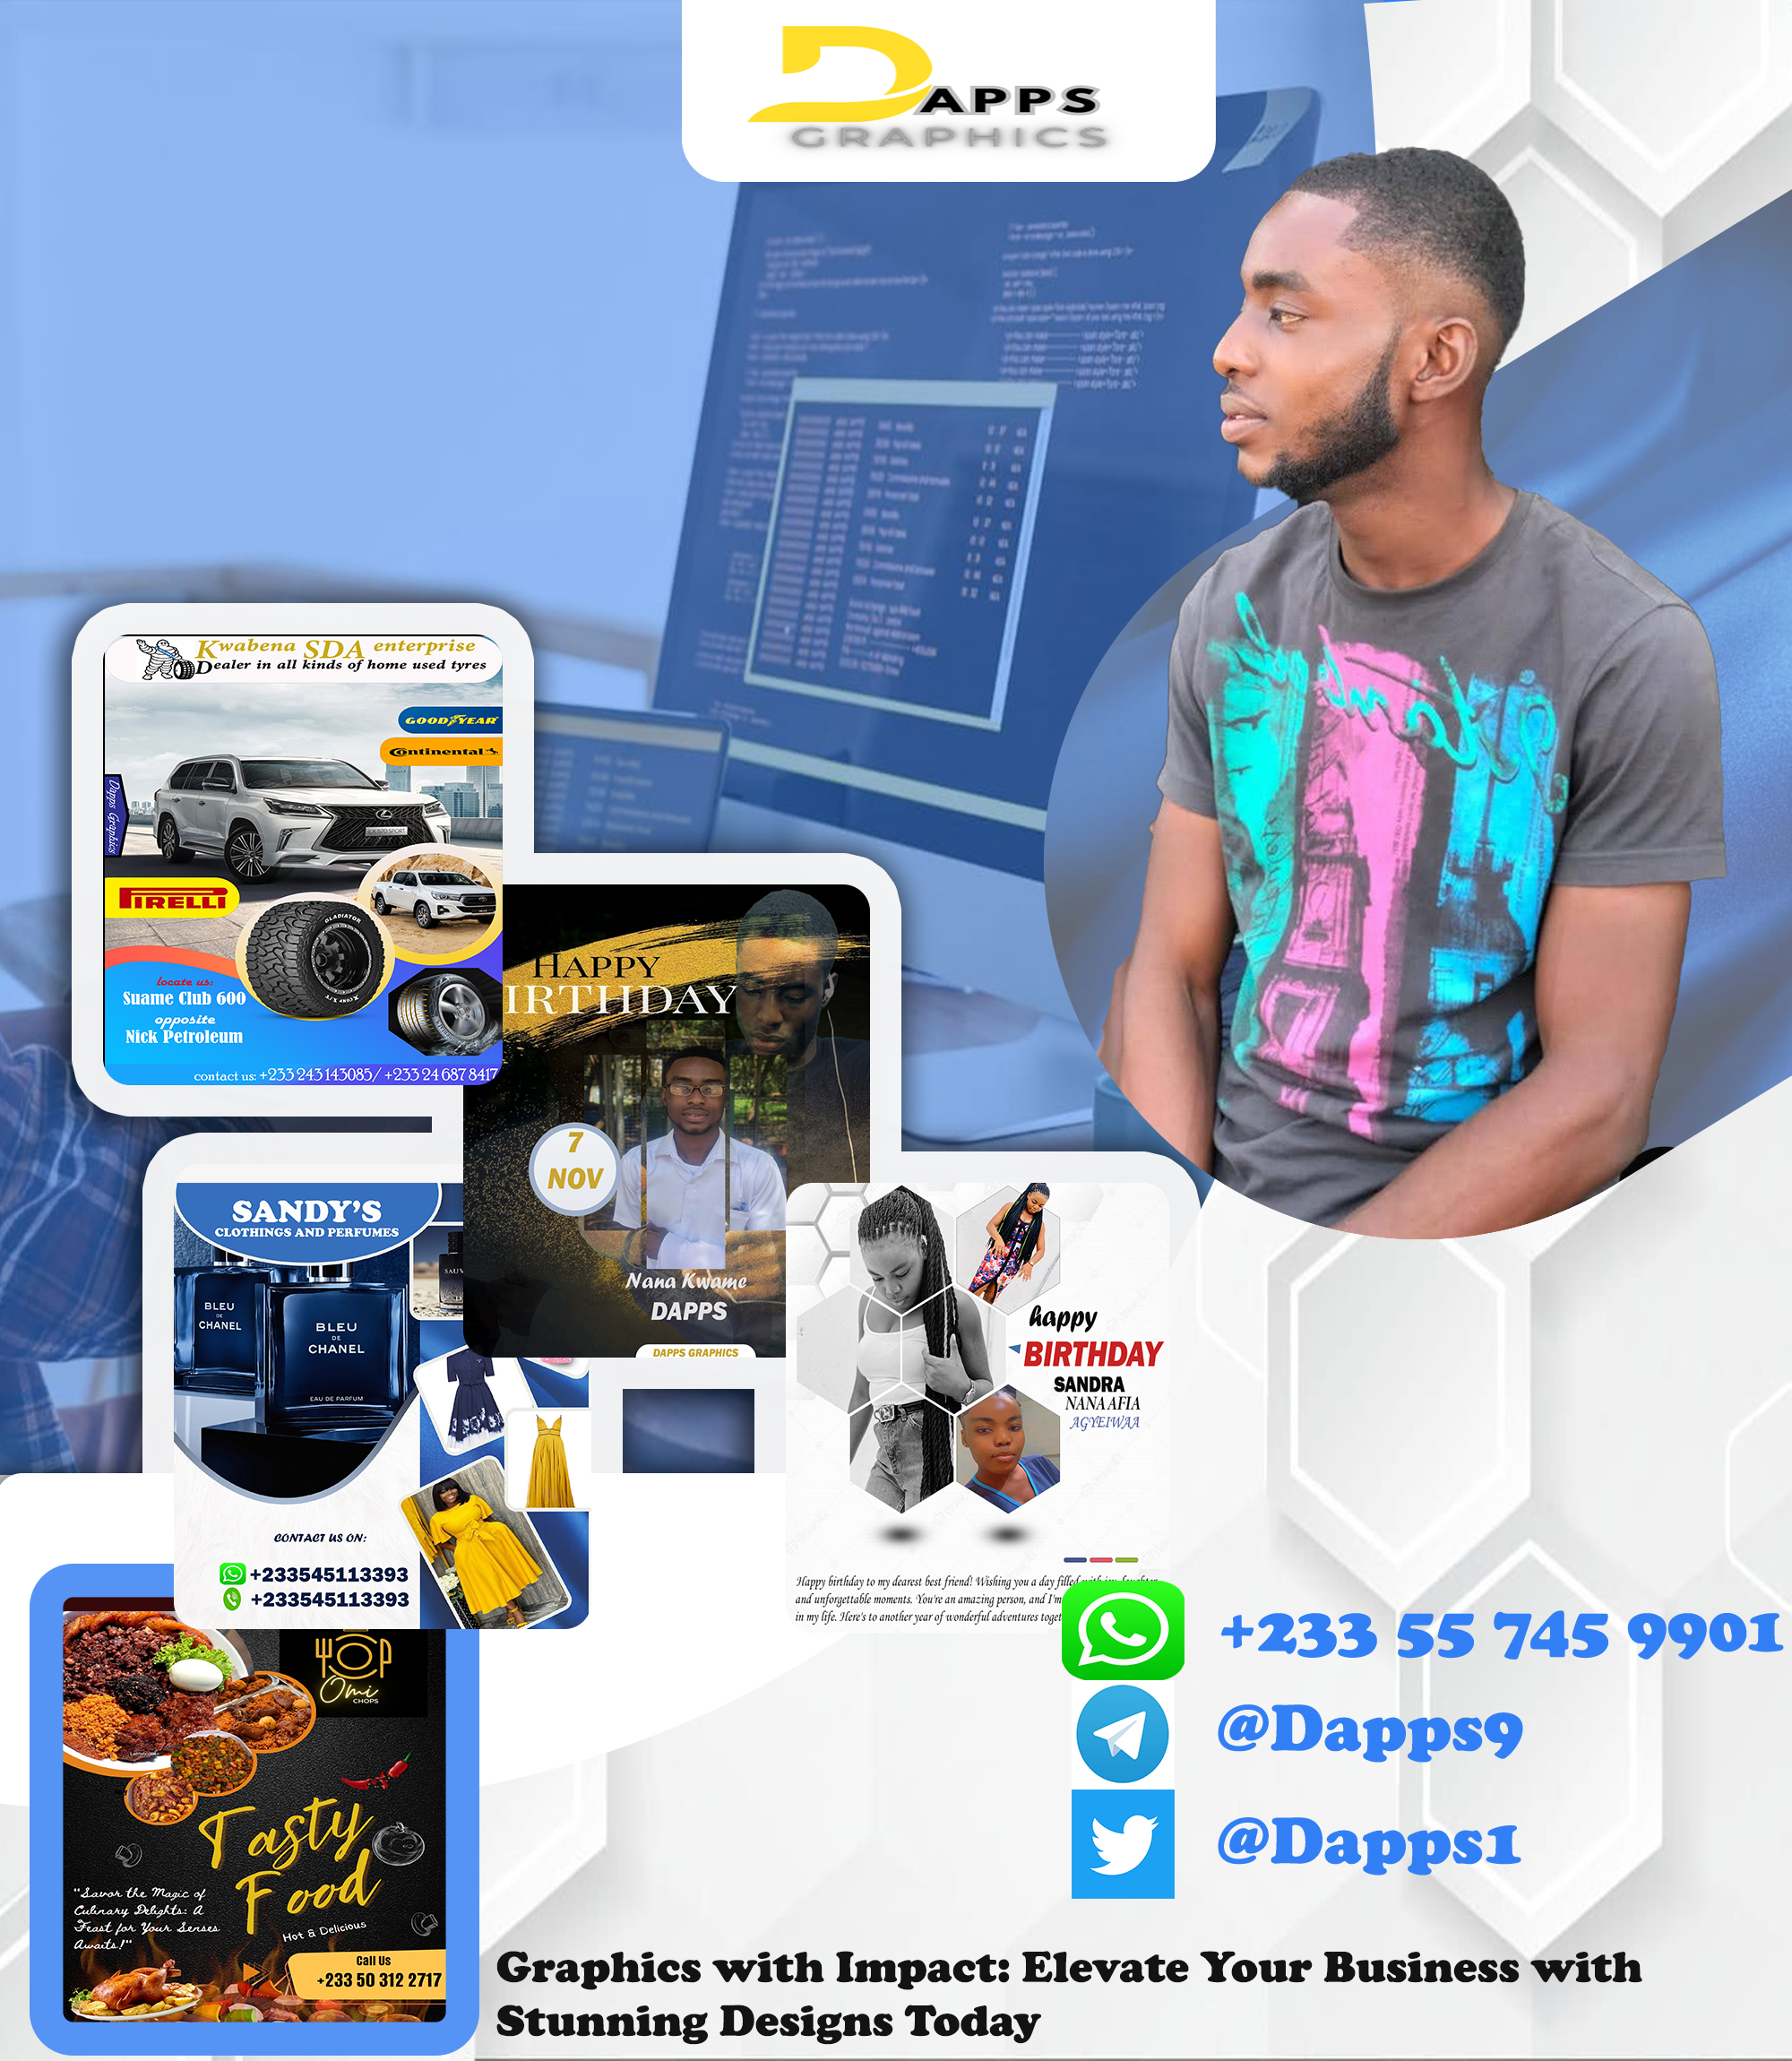 DAPPS
GRAPHICS
Kwabena SDA enterprise
Dealer in all kinds of home used tyres
GOODYEAR
Continental
Dapps Graphics
PIRELLI
GLADIATOR
locate us:
Suame Club 600
opposite
Nick Petroleum
contact us: +233 243143085/ +233 24 687 8417
HAPPY
IRTHDAY
7
NOV
Nana Kwame
DAPPS
DAPPS GRAPHICS
SANDY'S
CLOTHINGS AND PERFUMES
BLEU
DE
CHANEL
BLEU
DE
CHANEL
EAU DE PARFUM
SAUV
CONTACT US ON:
+233545113393
+233545113393
happy
BIRTHDAY
SANDRA
NANA AFIA
AGYEIWAA
Happy birthday to my dearest best friend! Wishing you a day filled
and unforgettable moments. You're an amazing person, and I'm
in my life. Here's to another year of wonderful adventures toget
Omi
CHOPS
Tasty
Food
Hot & Delicious
"Savor the Magic of
Culinary Delights: A
Feast for Your Senses
Awaits!"
Call Us
+233 50 312 2717
+233 55 745 9901
@Dapps9
@Dapps1
Graphics with Impact: Elevate Your Business with
Stunning Designs Today